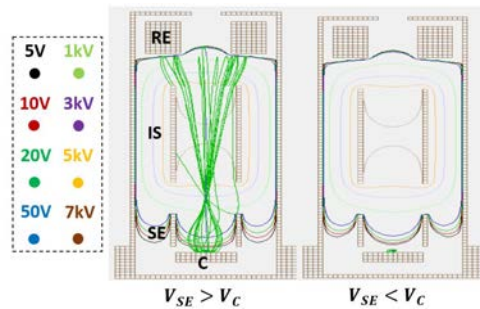 5V 1kV
10V 3kV
20V 5kV
50V 7kV
RE
IS
SE
C
V_SE > V_C
V_SE < V_C